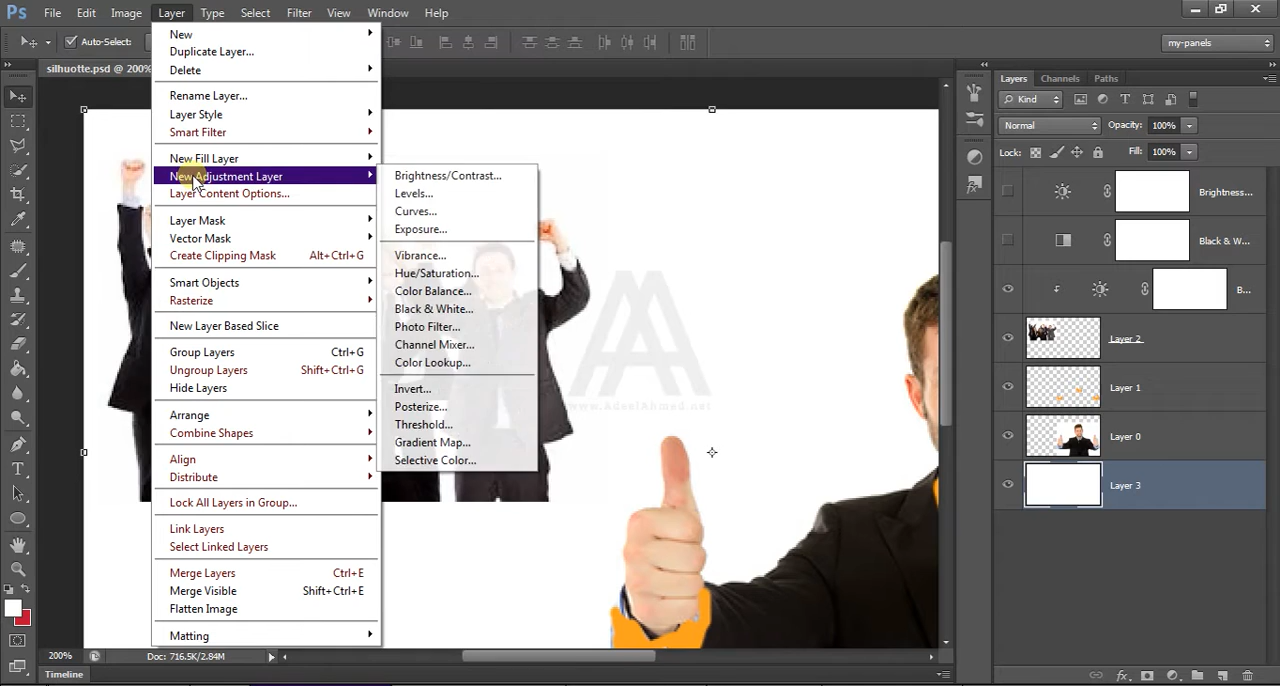 Ps File Edit Image Layer Type Select Filter View Window Help
Auto-Select:
my-panels
silhuotte.psd @ 200%
New
Duplicate Layer...
Delete
Rename Layer...
Layer Style
Smart Filter
New Fill Layer
New Adjustment Layer
Layer Content Options...
Layer Mask
Vector Mask
Create Clipping Mask Alt+Ctrl+G
Smart Objects
Rasterize
New Layer Based Slice
Group Layers Ctrl+G
Ungroup Layers Shift+Ctrl+G
Hide Layers
Arrange
Combine Shapes
Align
Distribute
Lock All Layers in Group...
Link Layers
Select Linked Layers
Merge Layers Ctrl+E
Merge Visible Shift+Ctrl+E
Flatten Image
Matting
Brightness/Contrast...
Levels...
Curves...
Exposure...
Vibrance...
Hue/Saturation...
Color Balance...
Black & White...
Photo Filter...
Channel Mixer...
Color Lookup...
Invert...
Posterize...
Threshold...
Gradient Map...
Selective Color...
www.AdeelAhmed.net
Layers Channels Paths
Kind
Normal Opacity: 100%
Lock: Fill: 100%
Brightness...
Black & W...
B...
Layer 2
Layer 1
Layer 0
Layer 3
200% Doc: 716.5K/2.84M
Timeline